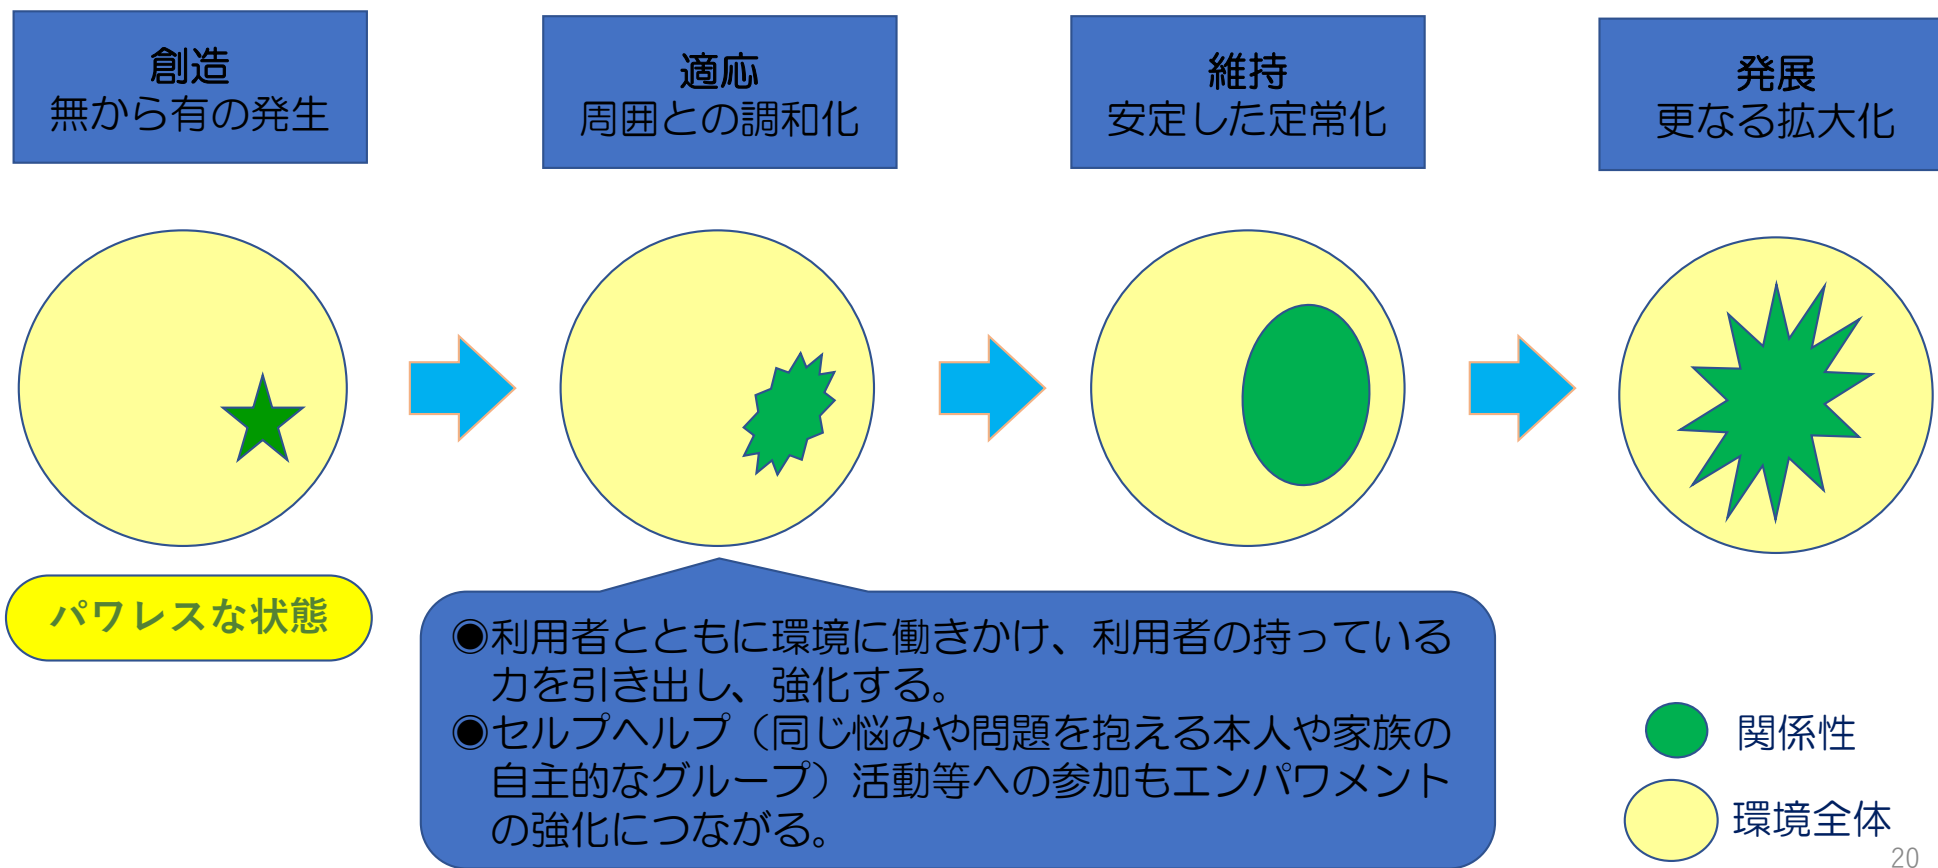 創造
無から有の発生
適応
周囲との調和化
維持
安定した定常化
発展
更なる拡大化
パワレスな状態
◉利用者とともに環境に働きかけ、利用者の持っている
力を引き出し、強化する。
◉セルプヘルプ（同じ悩みや問題を抱える本人や家族の
自主的なグループ）活動等への参加もエンパワメント
の強化につながる。
関係性
環境全体
20